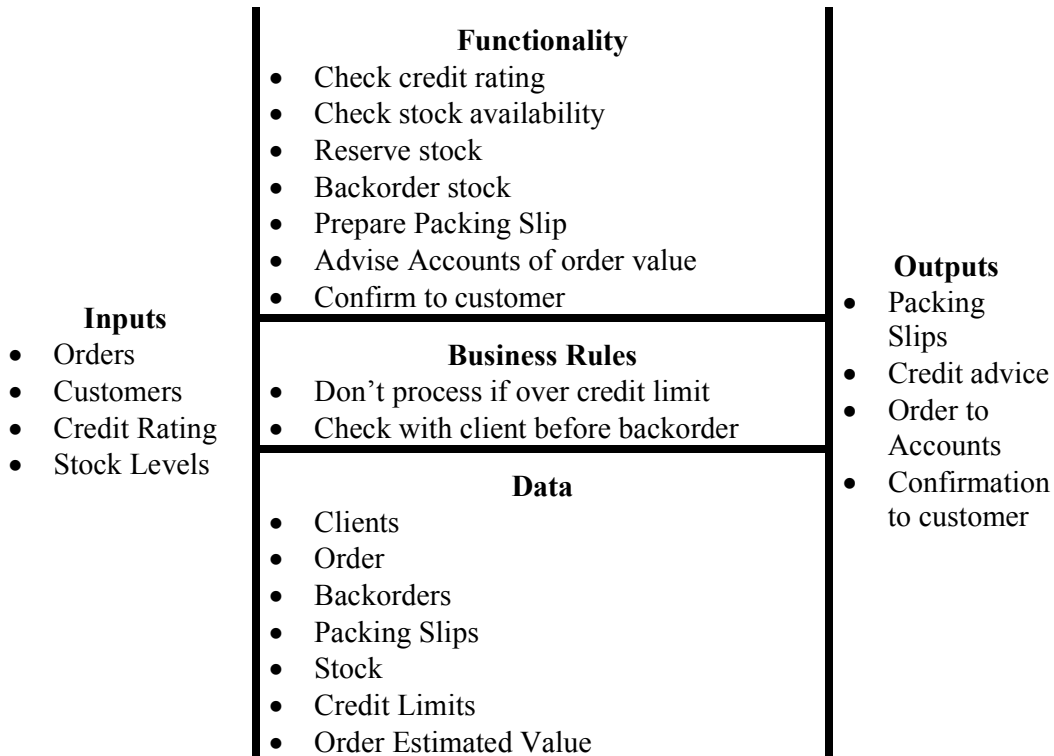 Inputs
• Orders
• Customers
• Credit Rating
• Stock Levels
Functionality
• Check credit rating
• Check stock availability
• Reserve stock
• Backorder stock
• Prepare Packing Slip
• Advise Accounts of order value
• Confirm to customer
Business Rules
• Don’t process if over credit limit
• Check with client before backorder
Data
• Clients
• Order
• Backorders
• Packing Slips
• Stock
• Credit Limits
• Order Estimated Value
Outputs
• Packing
Slips
• Credit advice
• Order to
Accounts
• Confirmation
to customer